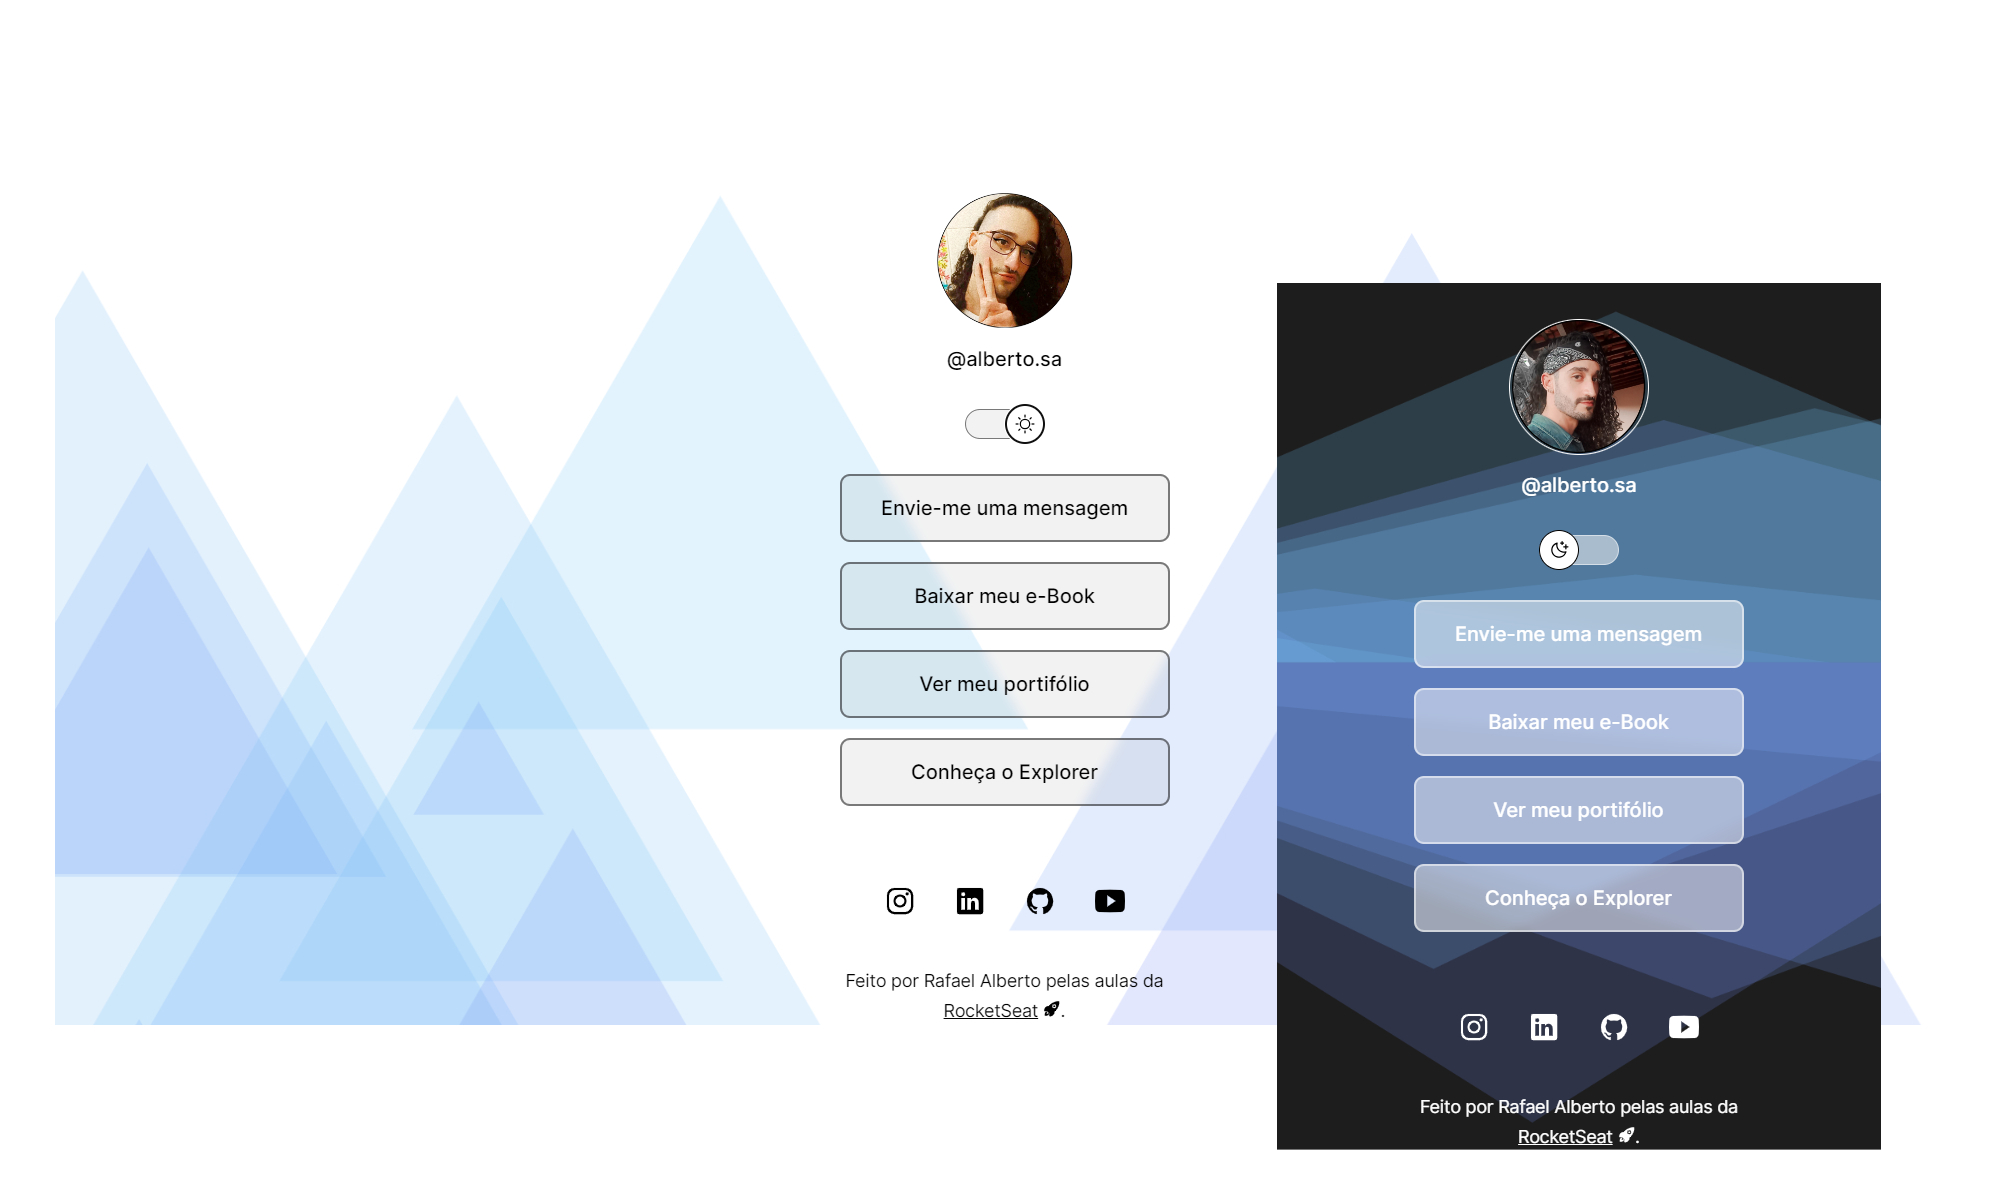 @alberto.sa
Envie-me uma mensagem
Baixar meu e-Book
Ver meu portifólio
Conheça o Explorer
in
Feito por Rafael Alberto pelas aulas da
RocketSeat .
@alberto.sa
Envie-me uma mensagem
Baixar meu e-Book
Ver meu portifólio
Conheça o Explorer
in
Feito por Rafael Alberto pelas aulas da
RocketSeat .